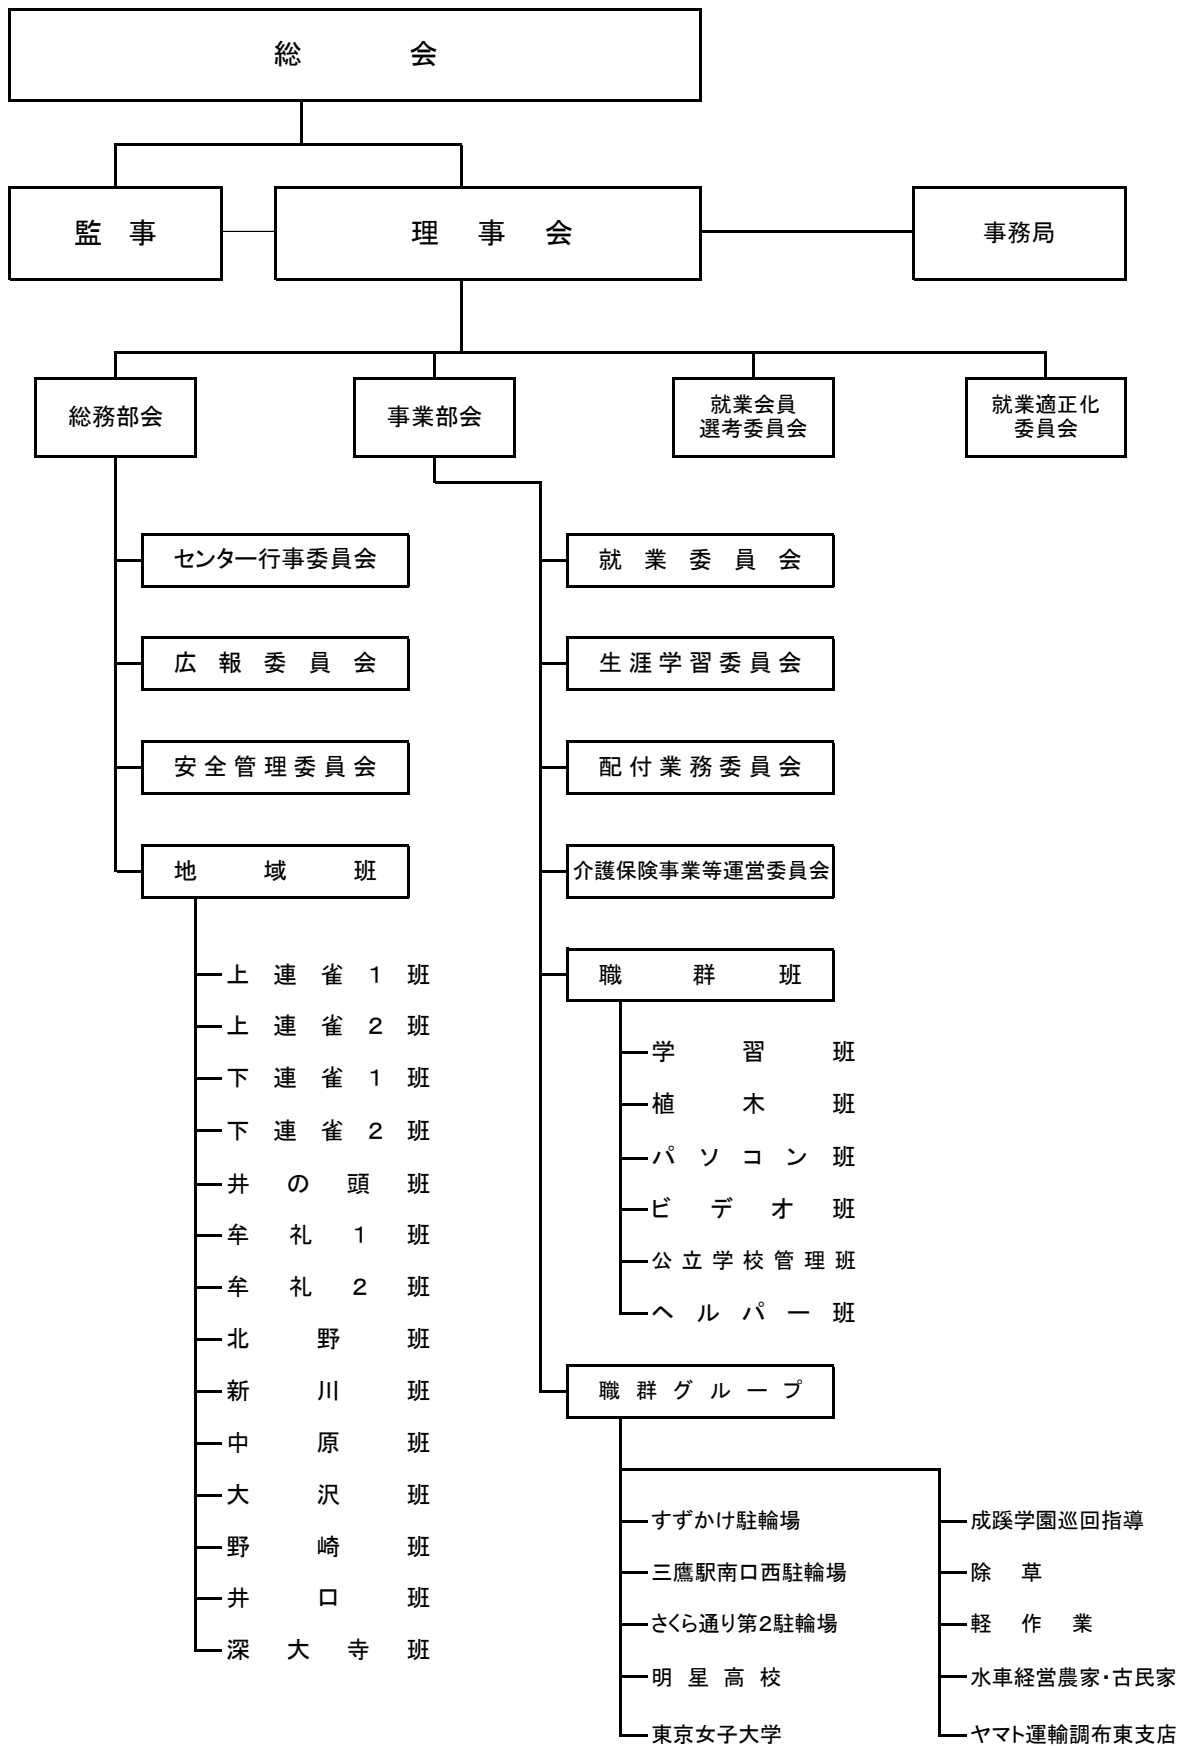 総会
監事
理事会
事務局
総務部会
事業部会
就業会員
選考委員会
就業適正化
委員会
センター行事委員会
広報委員会
安全管理委員会
地域班
上連雀1班
上連雀2班
下連雀1班
下連雀2班
井の頭班
牟礼1班
牟礼2班
北野班
新川班
中原班
大沢班
野崎班
井口班
深大寺班
就業委員会
生涯学習委員会
配付業務委員会
介護保険事業等運営委員会
職群班
学習班
植木班
パソコン班
ビデオ班
公立学校管理班
ヘルパー班
職群グループ
すずかけ駐輪場
三鷹駅南口西駐輪場
さくら通り第2駐輪場
明星高校
東京女子大学
成蹊学園巡回指導
除草
軽作業
水車経営農家・古民家
ヤマト運輸調布東支店